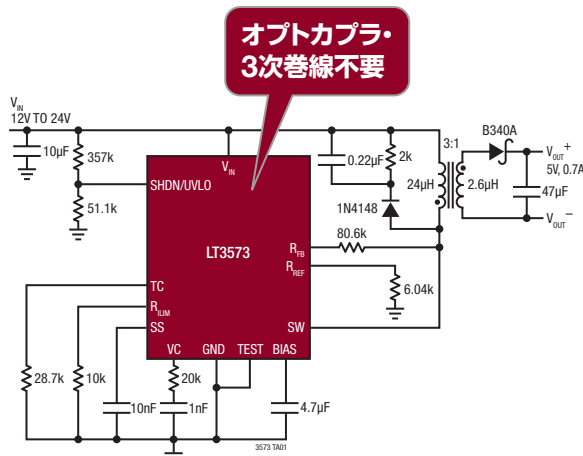 オプトカプラ・
3次巻線不要
VIN
12V TO 24V
10µF
357k
51.1k
VIN
SHDN/UVLO
LT3573
RFB
RREF
TC
RILIM
SS
SW
VC
GND
TEST
BIAS
0.22µF
2k
1N4148
24µH
3:1
2.6µH
B340A
VOUT+
5V, 0.7A
47µF
VOUT–
80.6k
6.04k
28.7k
10k
10nF
20k
1nF
4.7µF
3573 TA01